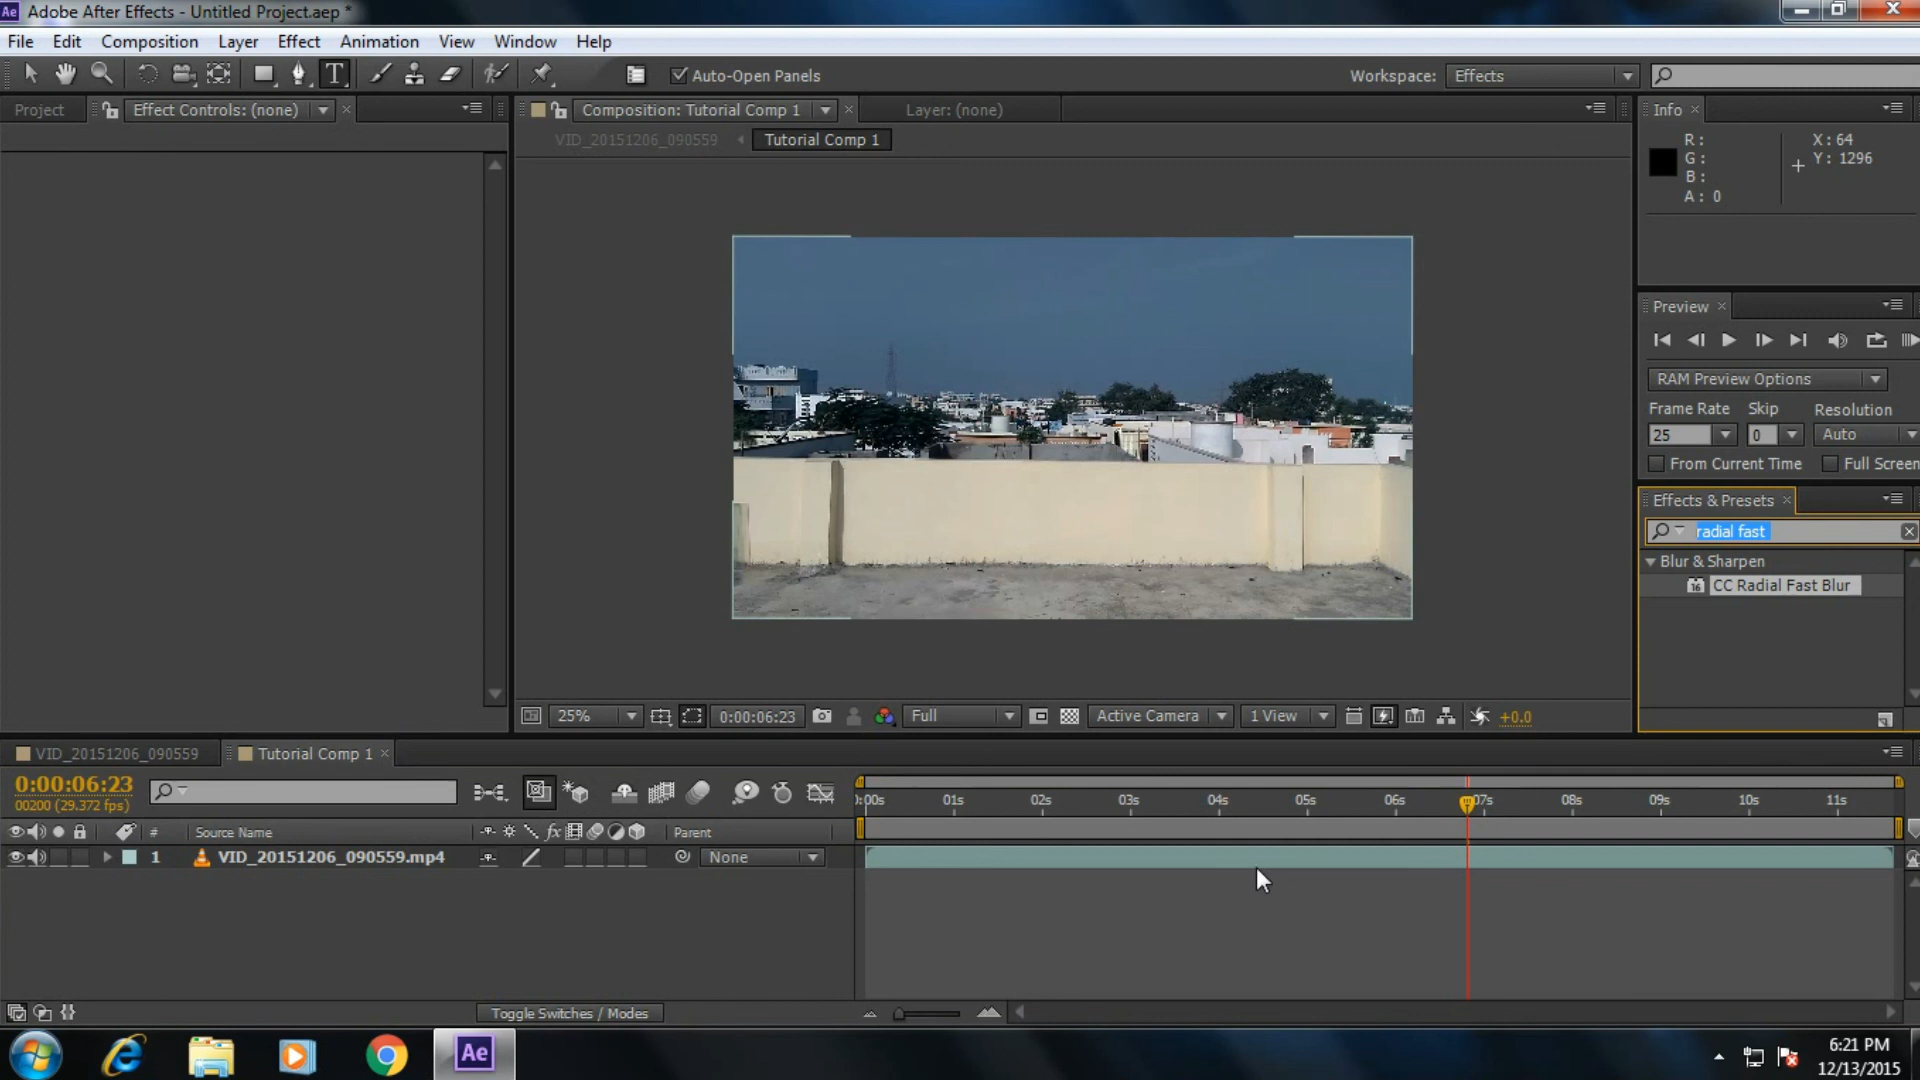 Ae Adobe After Effects - Untitled Project.aep *
File Edit Composition Layer Effect Animation View Window Help
T Auto-Open Panels Workspace: Effects
Project Effect Controls: (none) Composition: Tutorial Comp 1 Layer: (none) Info
VID_20151206_090559 Tutorial Comp 1
R: X: 64
G: Y: 1296
B:
A: 0
Preview
RAM Preview Options
Frame Rate Skip Resolution
25 0 Auto
From Current Time Full Screen
Effects & Presets
radial fast
Blur & Sharpen
16 CC Radial Fast Blur
25% 0:00:06:23 Full Active Camera 1 View +0.0
VID_20151206_090559 Tutorial Comp 1
0:00:06:23
00200 (29.372 fps)
):00s 01s 02s 03s 04s 05s 06s 07s 08s 09s 10s 11s
# Source Name fx Parent
1 VID_20151206_090559.mp4 None
Toggle Switches / Modes
Ae
6:21 PM
12/13/2015